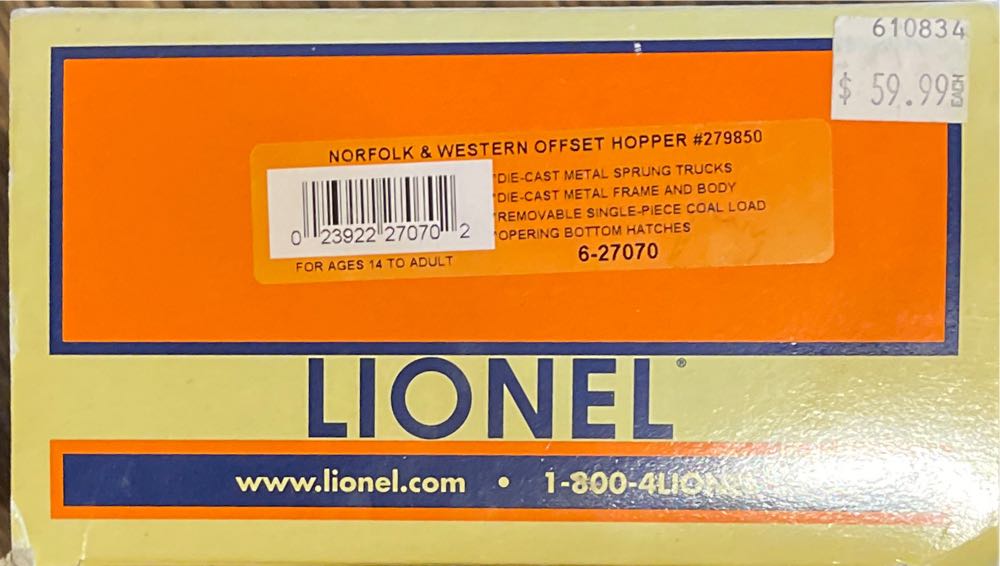 610834
$ 59.99 EACH
NORFOLK & WESTERN OFFSET HOPPER #279850
*DIE-CAST METAL SPRUNG TRUCKS
*DIE-CAST METAL FRAME AND BODY
*REMOVABLE SINGLE-PIECE COAL LOAD
*OPERING BOTTOM HATCHES
0 23922 27070 2
FOR AGES 14 TO ADULT
6-27070
LIONEL®
www.lionel.com • 1-800-4LIONEL